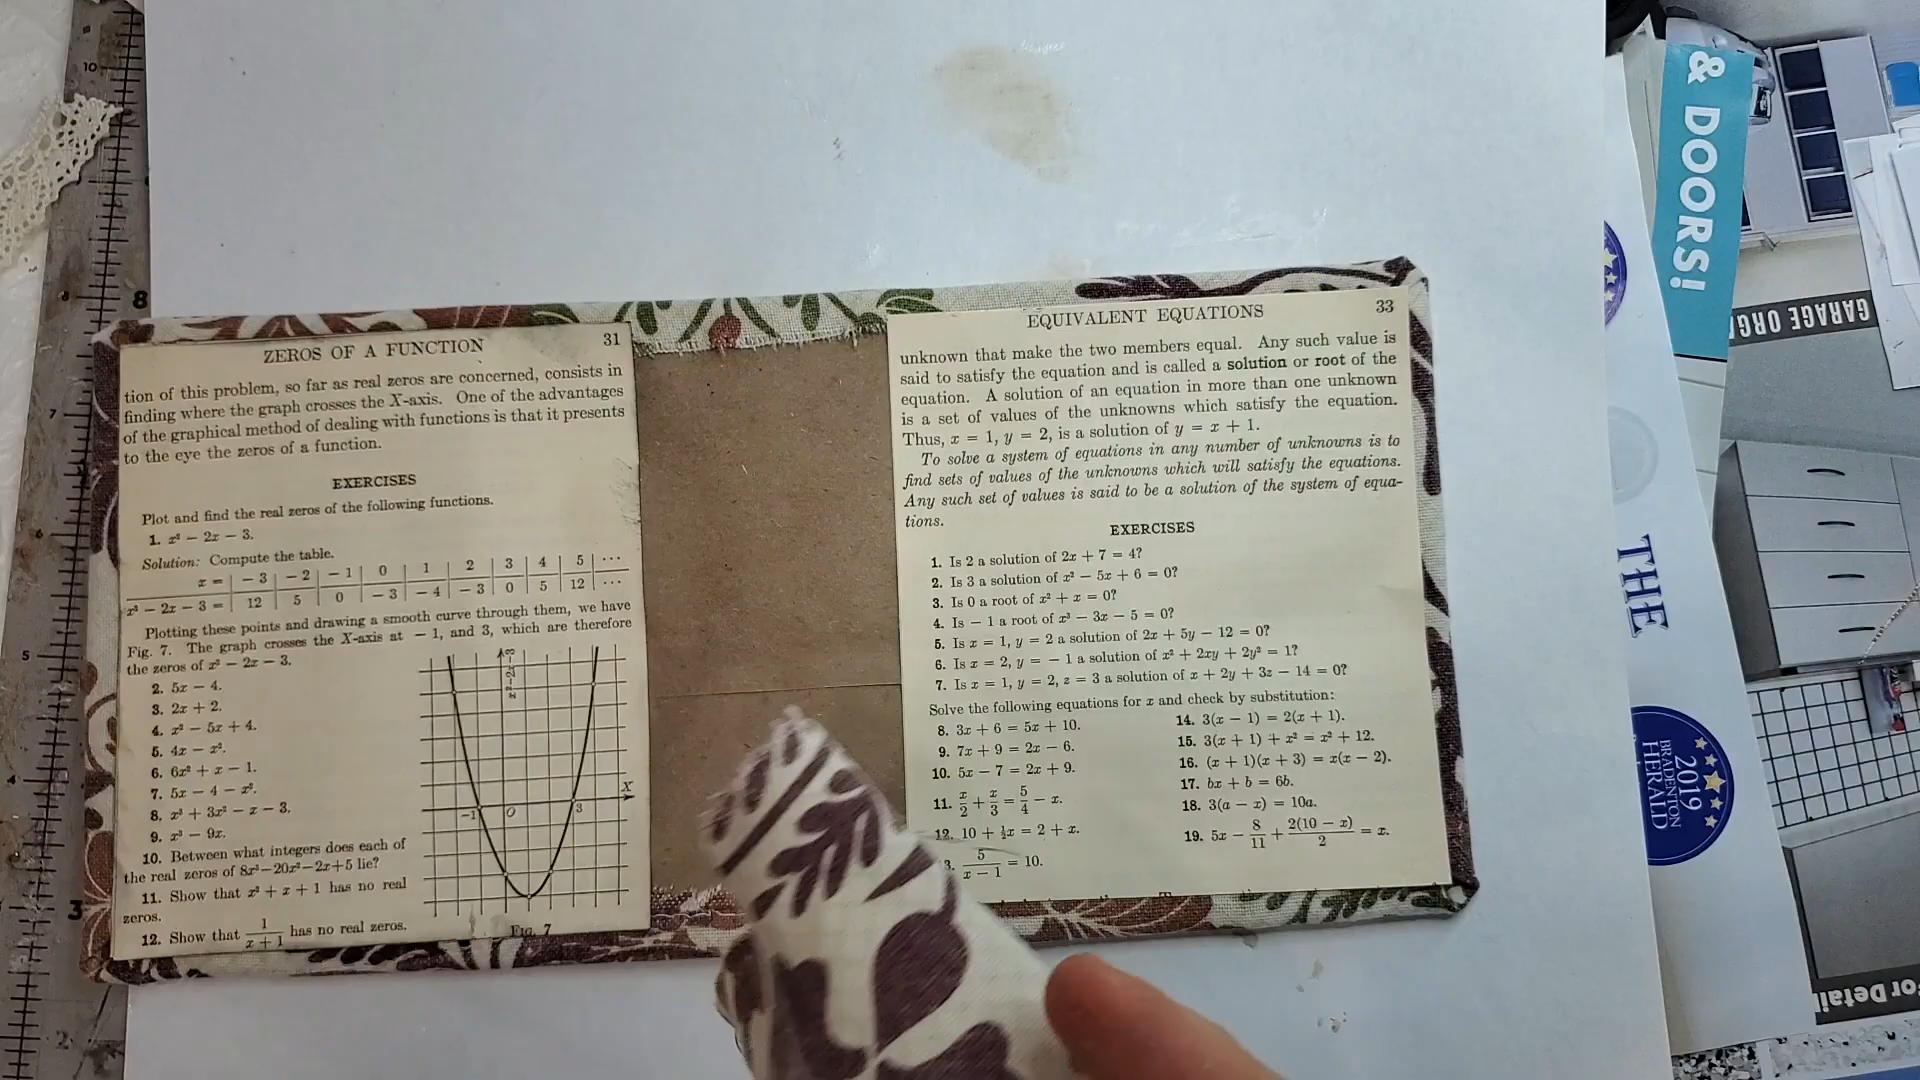 ZEROS OF A FUNCTION 31
tion of this problem, so far as real zeros are concerned, consists in
finding where the graph crosses the X-axis. One of the advantages
of the graphical method of dealing with functions is that it presents
to the eye the zeros of a function.
EXERCISES
Plot and find the real zeros of the following functions.
1. x² − 2x − 3.
Solution: Compute the table.
x = −3 −2 −1 0 1 2 3 4 5 ···
x² − 2x − 3 = 12 5 0 −3 −4 −3 0 5 12 ···
Plotting these points and drawing a smooth curve through them, we have
Fig. 7. The graph crosses the X-axis at −1, and 3, which are therefore
the zeros of x² − 2x − 3.
2. 5x − 4.
3. 2x + 2.
4. x² − 5x + 4.
5. 4x − x².
6. 6x² + x − 1.
7. 5x − 4 − x².
8. x³ + 3x² − x − 3.
9. x³ − 9x.
10. Between what integers does each of
the real zeros of 8x³−20x²−2x+5 lie?
11. Show that x² + x + 1 has no real
zeros.
12. Show that 1/(x + 1) has no real zeros.
x²−2x−3
X
−1 O 3
Fig. 7
EQUIVALENT EQUATIONS 33
unknown that make the two members equal. Any such value is
said to satisfy the equation and is called a solution or root of the
equation. A solution of an equation in more than one unknown
is a set of values of the unknowns which satisfy the equation.
Thus, x = 1, y = 2, is a solution of y = x + 1.
To solve a system of equations in any number of unknowns is to
find sets of values of the unknowns which will satisfy the equations.
Any such set of values is said to be a solution of the system of equa-
tions.
EXERCISES
1. Is 2 a solution of 2x + 7 = 4?
2. Is 3 a solution of x² − 5x + 6 = 0?
3. Is 0 a root of x² + x = 0?
4. Is − 1 a root of x³ − 3x − 5 = 0?
5. Is x = 1, y = 2 a solution of 2x + 5y − 12 = 0?
6. Is x = 2, y = − 1 a solution of x² + 2xy + 2y² = 1?
7. Is x = 1, y = 2, z = 3 a solution of x + 2y + 3z − 14 = 0?
Solve the following equations for x and check by substitution:
8. 3x + 6 = 5x + 10.
9. 7x + 9 = 2x − 6.
10. 5x − 7 = 2x + 9.
11. x/2 + x/3 = 5/4 − x.
12. 10 + ½x = 2 + x.
3. 5/(x − 1) = 10.
14. 3(x − 1) = 2(x + 1).
15. 3(x + 1) + x² = x² + 12.
16. (x + 1)(x + 3) = x(x − 2).
17. bx + b = 6b.
18. 3(a − x) = 10a.
19. 5x − 8/11 + 2(10 − x)/2 = x.
& DOORS!
GARAGE ORG
THE
2019
BRADENTON
HERALD
For Detail
10
8
8
7
6
5
4
3
2